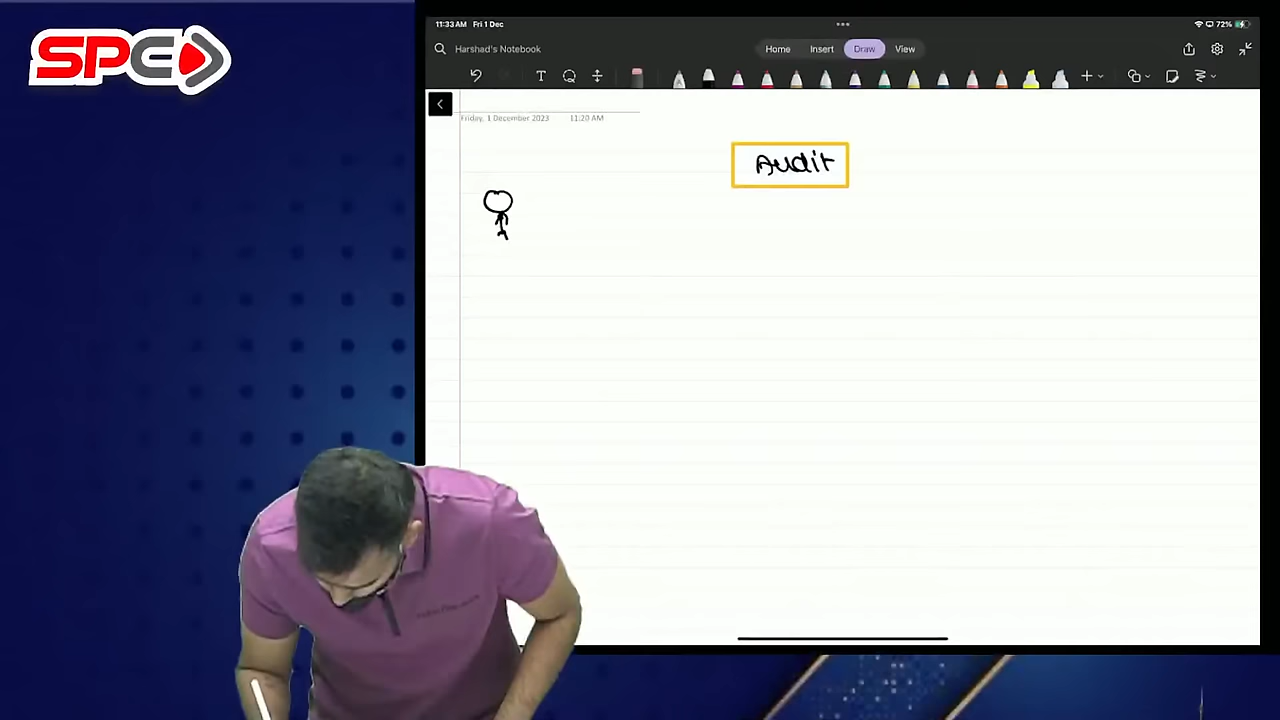 SPC
11:33 AM Fri 1 Dec
72%
Harshad's Notebook
Home Insert Draw View
T
Friday, 1 December 2023 11:20 AM
Audit